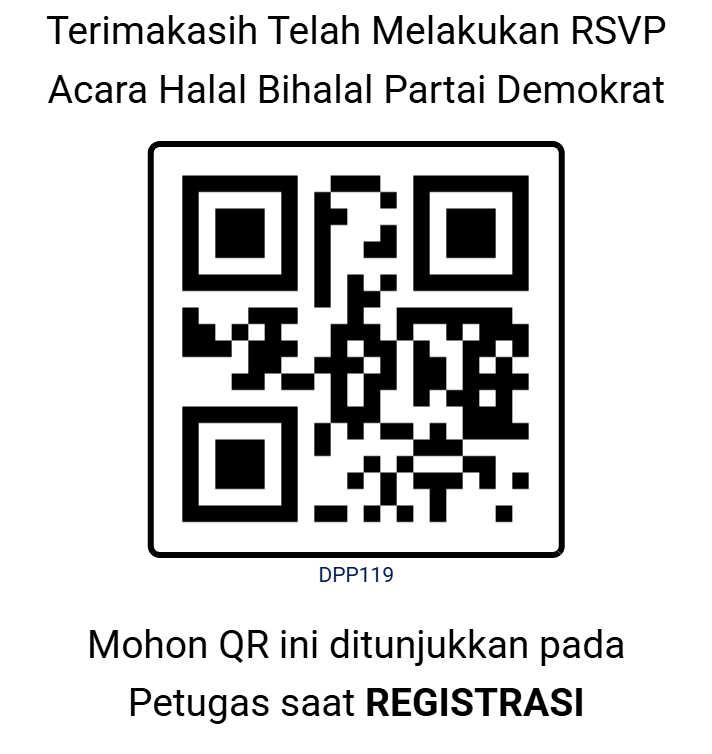 Terimakasih Telah Melakukan RSVP
Acara Halal Bihalal Partai Demokrat
DPP119
Mohon QR ini ditunjukkan pada
Petugas saat REGISTRASI